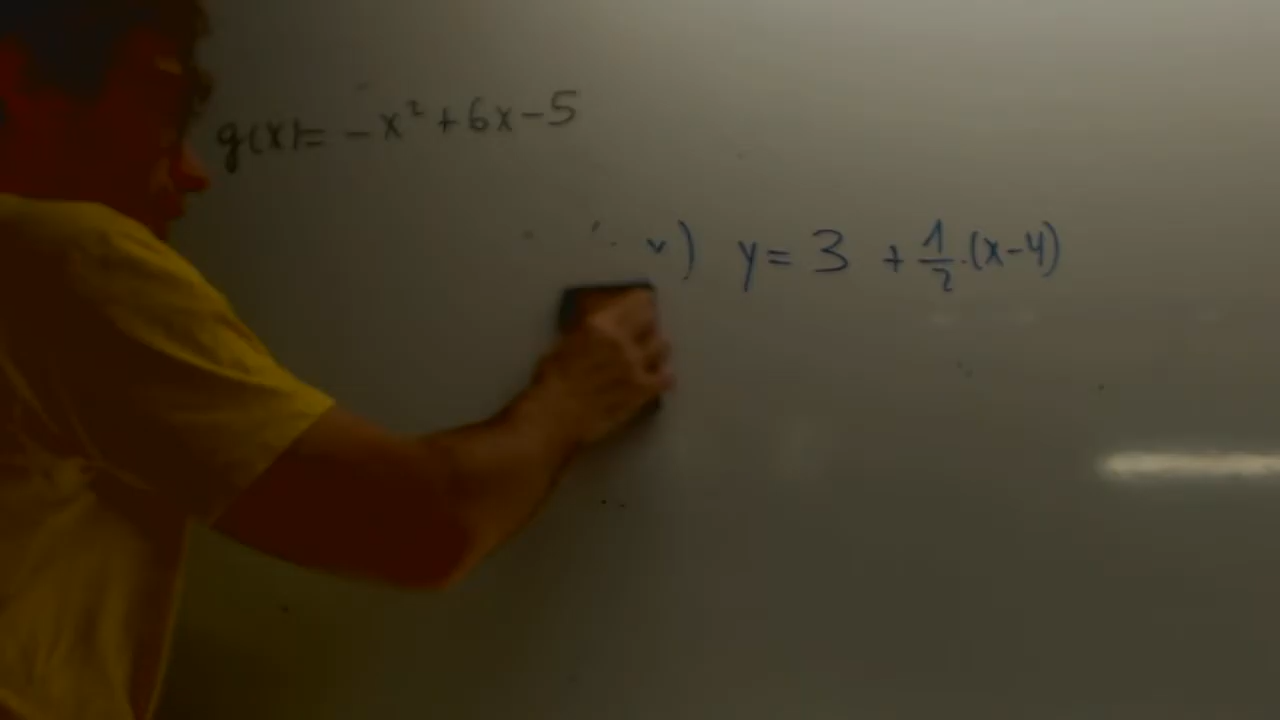 g(x)= -x² +6x-5
v) y= 3 + 1/2 ·(x-4)